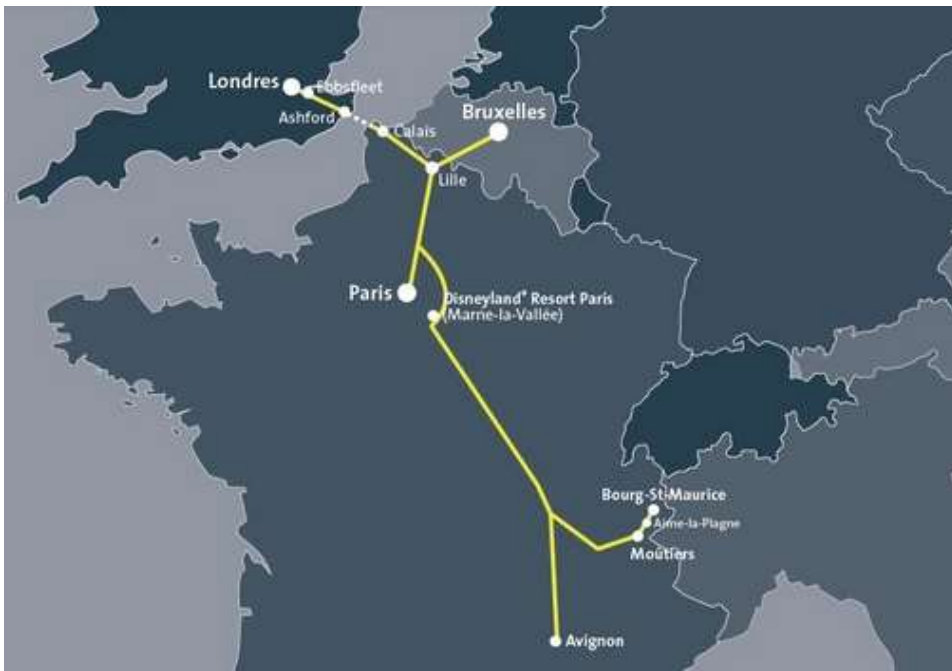 Londres
Ebbsfleet
Ashford
Calais
Bruxelles
Lille
Paris
Disneyland® Resort Paris
(Marne-la-Vallée)
Bourg-St-Maurice
Aime-la-Plagne
Moûtiers
Avignon